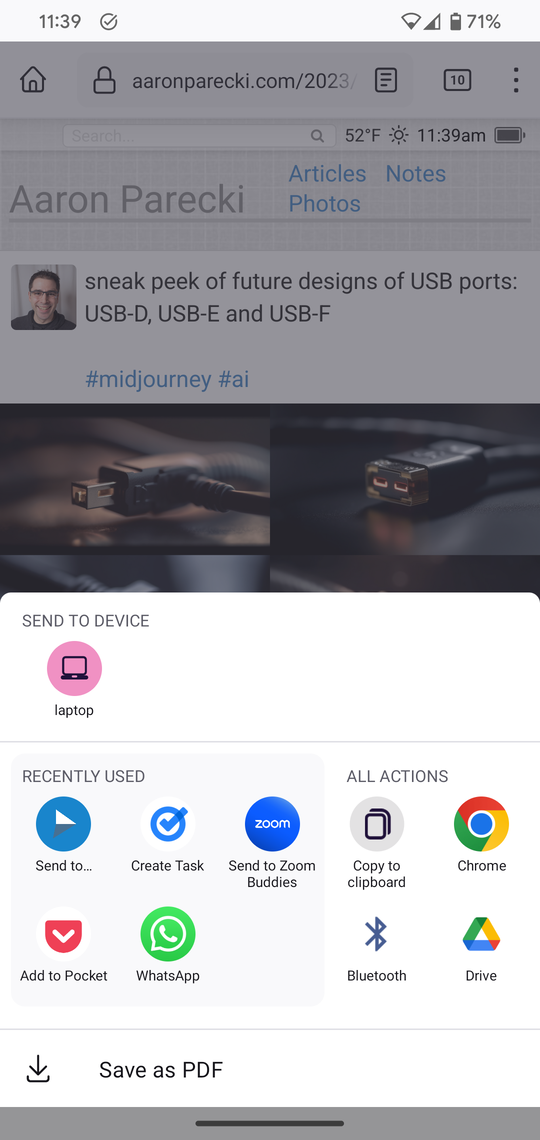 11:39
71%
aaronparecki.com/2023/
10
Search...
52°F
11:39am
Aaron Parecki
Articles Notes
Photos
sneak peek of future designs of USB ports:
USB-D, USB-E and USB-F
#midjourney #ai
SEND TO DEVICE
laptop
RECENTLY USED
Send to...
Create Task
zoom
Send to Zoom
Buddies
Add to Pocket
WhatsApp
ALL ACTIONS
Copy to
clipboard
Chrome
Bluetooth
Drive
Save as PDF